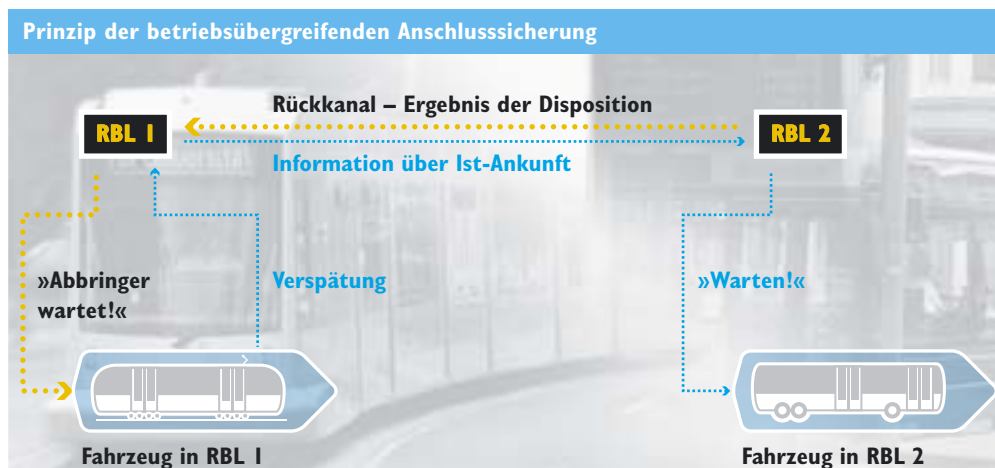 Prinzip der betriebsübergreifenden Anschlusssicherung
Rückkanal – Ergebnis der Disposition
RBL 1
RBL 2
Information über Ist-Ankunft
»Abbringer
wartet!«
Verspätung
»Warten!«
Fahrzeug in RBL 1
Fahrzeug in RBL 2